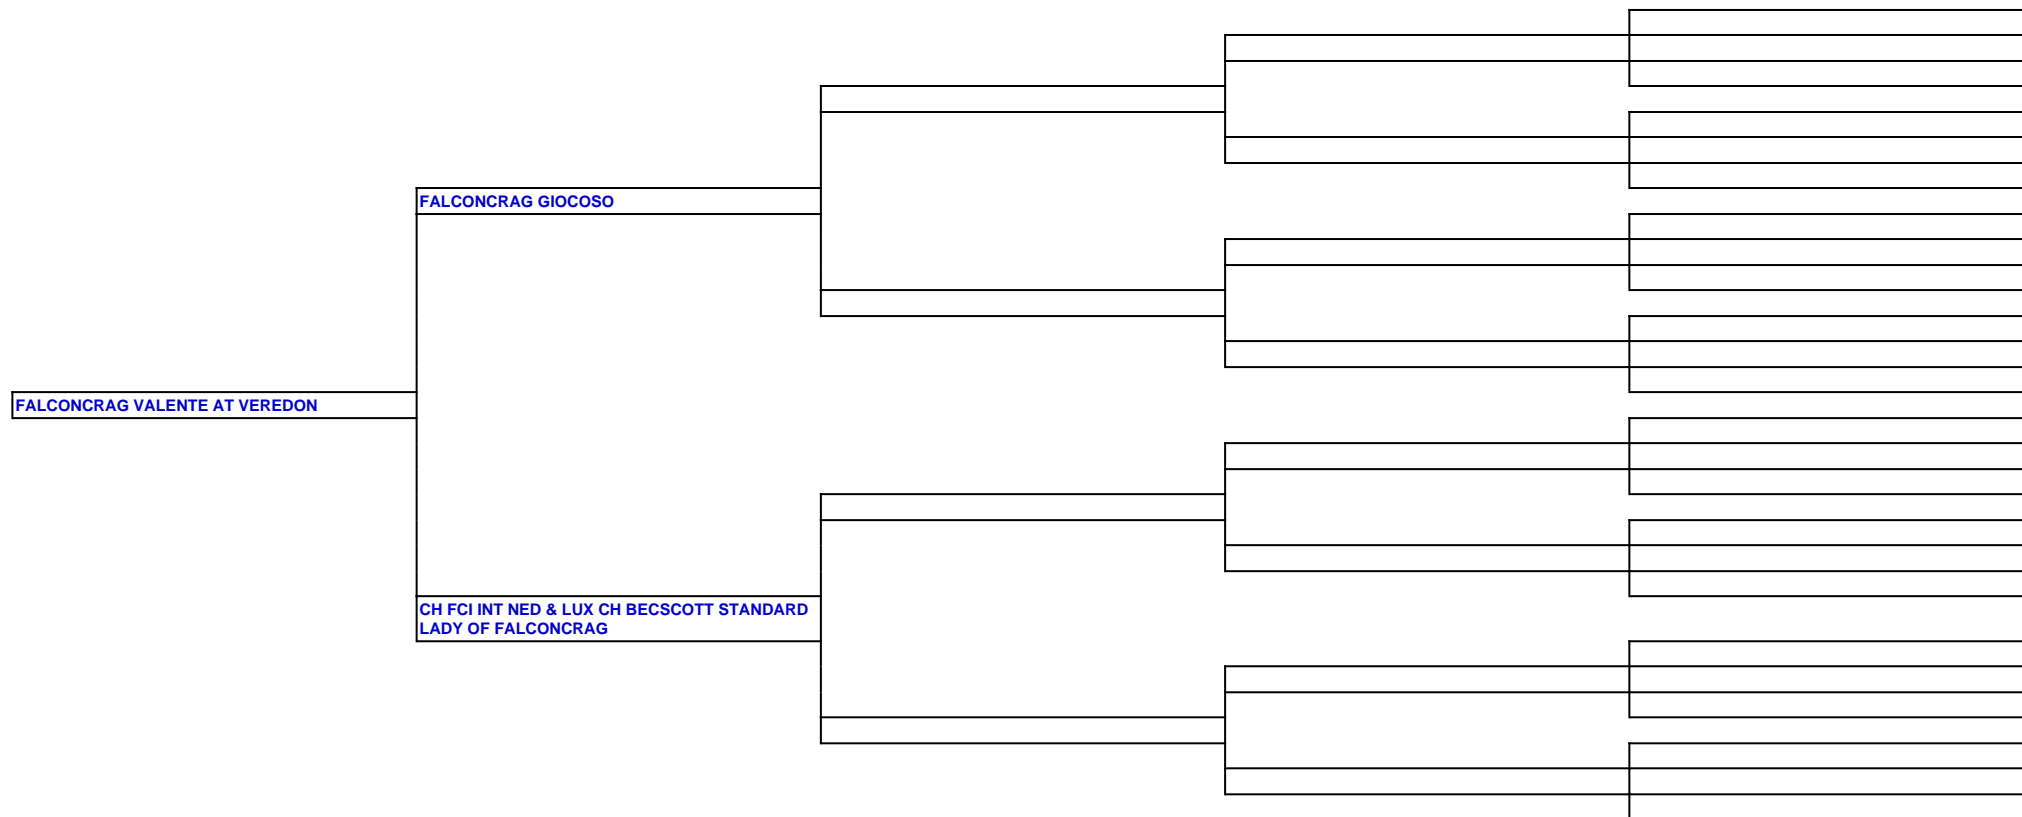 FALCONCRAG GIOCOSO
FALCONCRAG VALENTE AT VEREDON
CH FCI INT NED & LUX CH BECSCOTT STANDARD
LADY OF FALCONCRAG